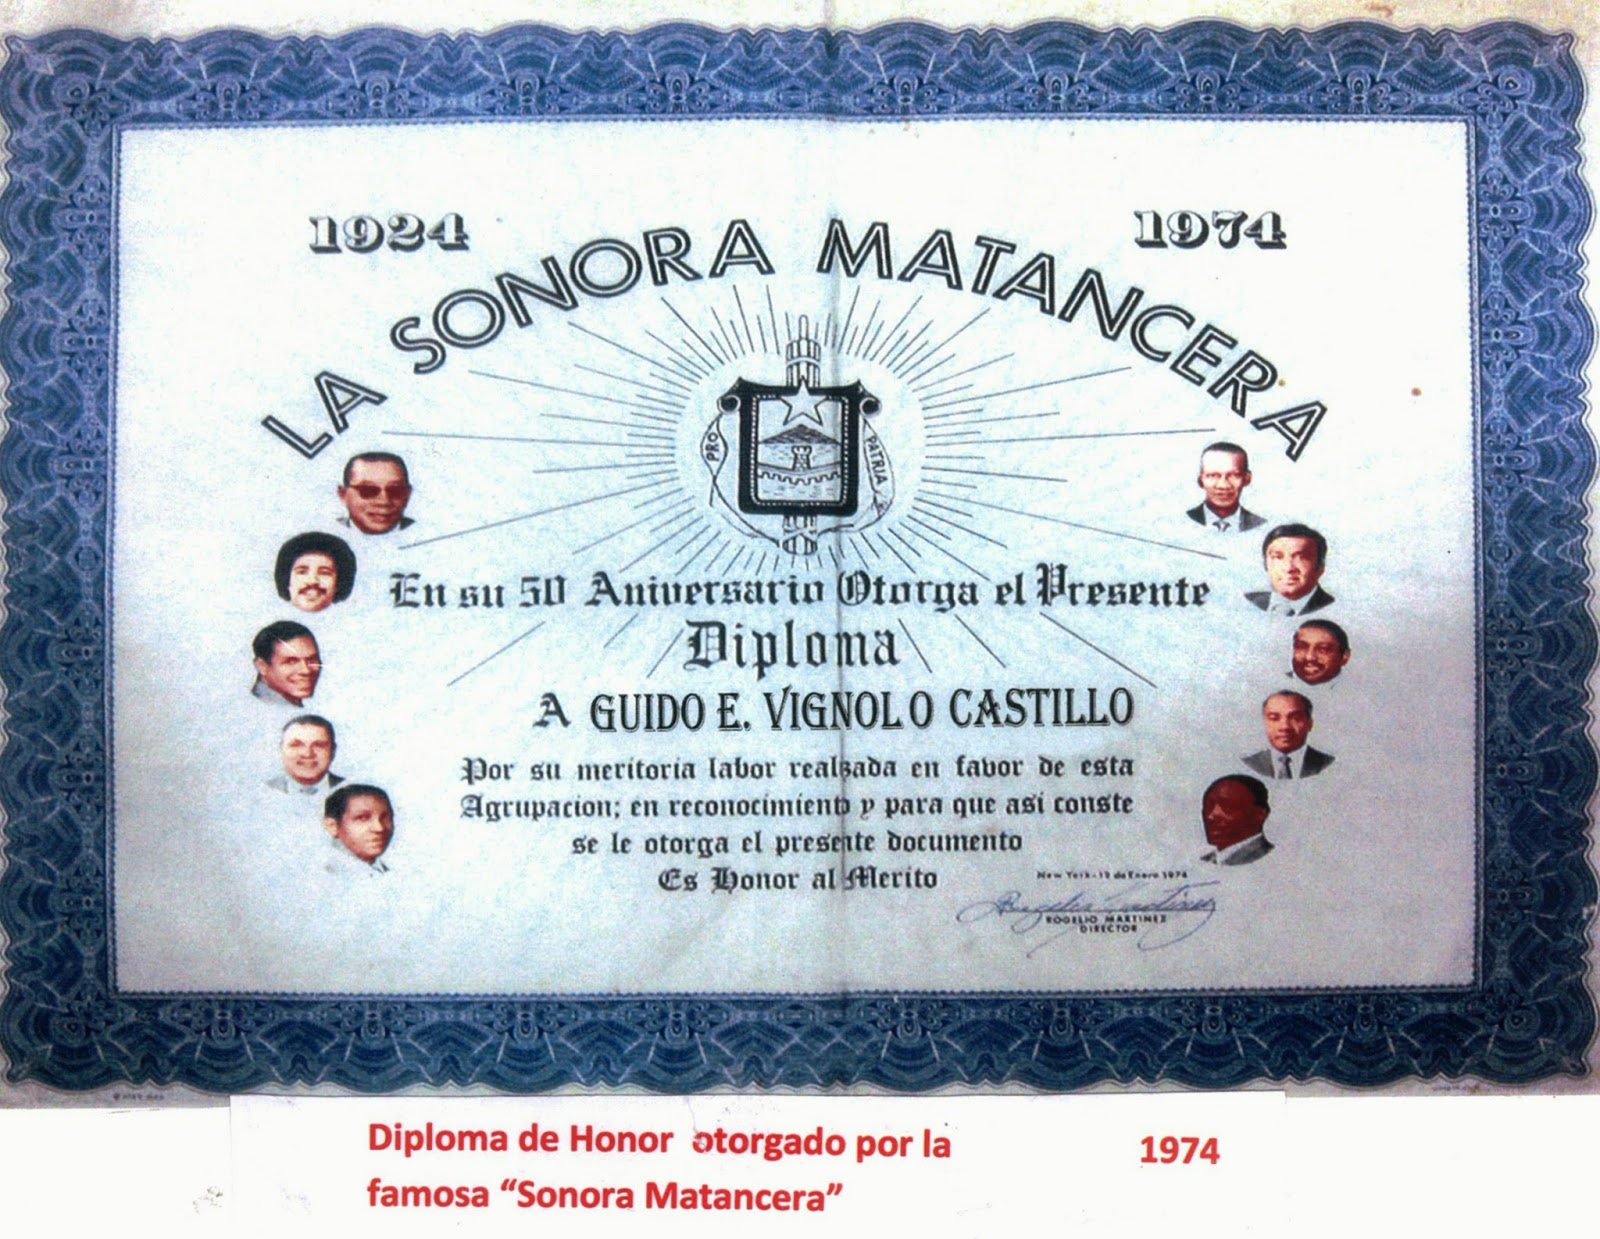 1924
1974
LA SONORA MATANCERA
PRO
PATRIA
En su 50 Aniversario Otorga el Presente
Diploma
A GUIDO E. VIGNOLO CASTILLO
Por su meritoria labor realizada en favor de esta
Agrupacion; en reconocimiento y para que asi conste
se le otorga el presente documento
Es Honor al Merito
New York - 12 de Enero 1974
ROGELIO MARTINEZ
DIRECTOR
Diploma de Honor otorgado por la
famosa “Sonora Matancera”
1974